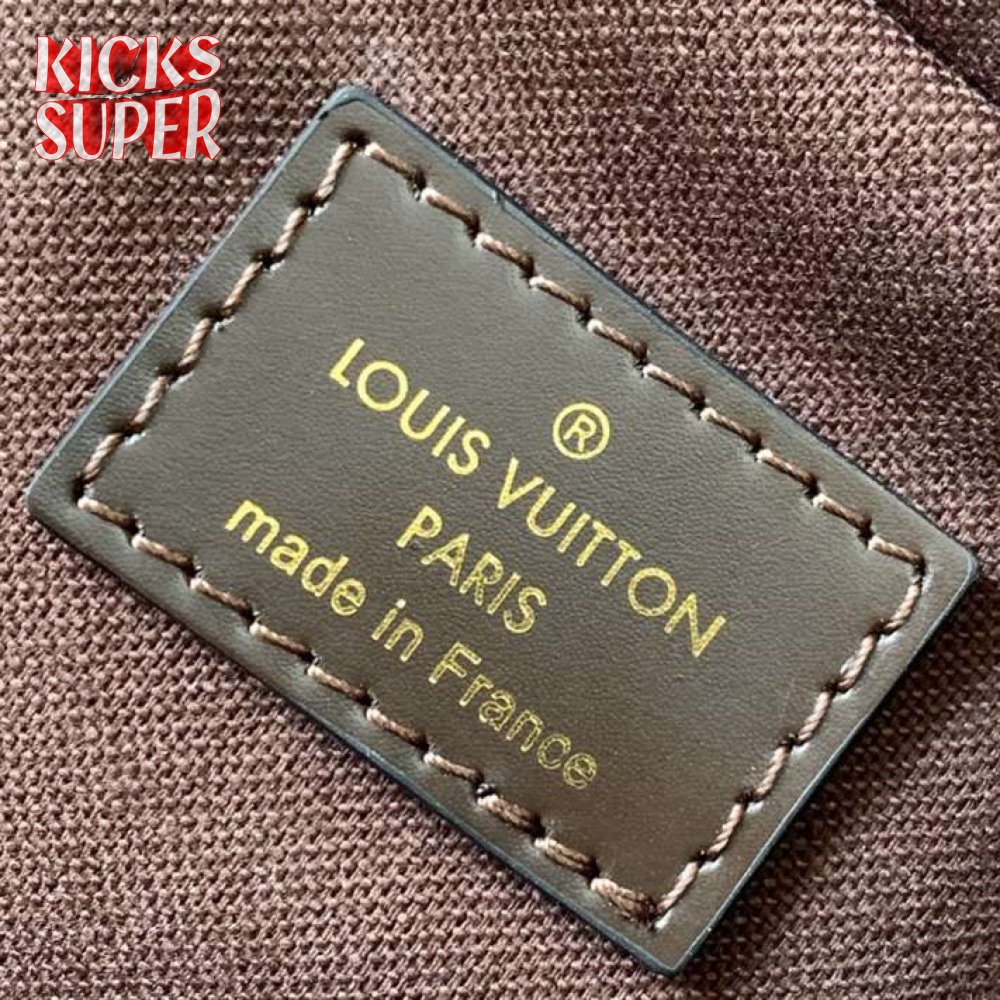 KICKS
SUPER
®
LOUIS VUITTON
PARIS
made in France